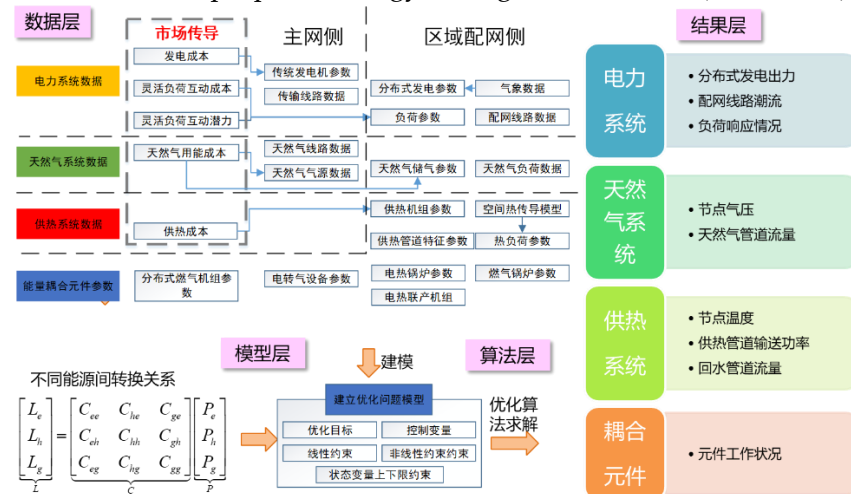 数据层
市场传导
主网侧
区域配网侧
结果层
电力系统数据
发电成本
灵活负荷互动成本
灵活负荷互动潜力
传统发电机参数
传输线路数据
分布式发电参数
气象数据
负荷参数
配网线路数据
天然气系统数据
天然气用能成本
天然气线路数据
天然气气源数据
天然气储气参数
天然气负荷数据
供热系统数据
供热成本
供热机组参数
空间热传导模型
供热管道特征参数
热负荷参数
能量耦合元件参数
分布式燃气机组参
数
电转气设备参数
电热锅炉参数
燃气锅炉参数
电热联产机组
电力
系统
• 分布式发电出力
• 配网线路潮流
• 负荷响应情况
天然
气系
统
• 节点气压
• 天然气管道流量
供热
系统
• 节点温度
• 供热管道输送功率
• 回水管道流量
耦合
元件
• 元件工作状况
模型层
建模
算法层
不同能源间转换关系
L_e C_ee C_he C_ge P_e
L_h = C_eh C_hh C_gh P_h
L_g C_eg C_hg C_gg P_g
L C P
建立优化问题模型
优化目标
控制变量
线性约束
非线性约束约束
状态变量上下限约束
优化算
法求解